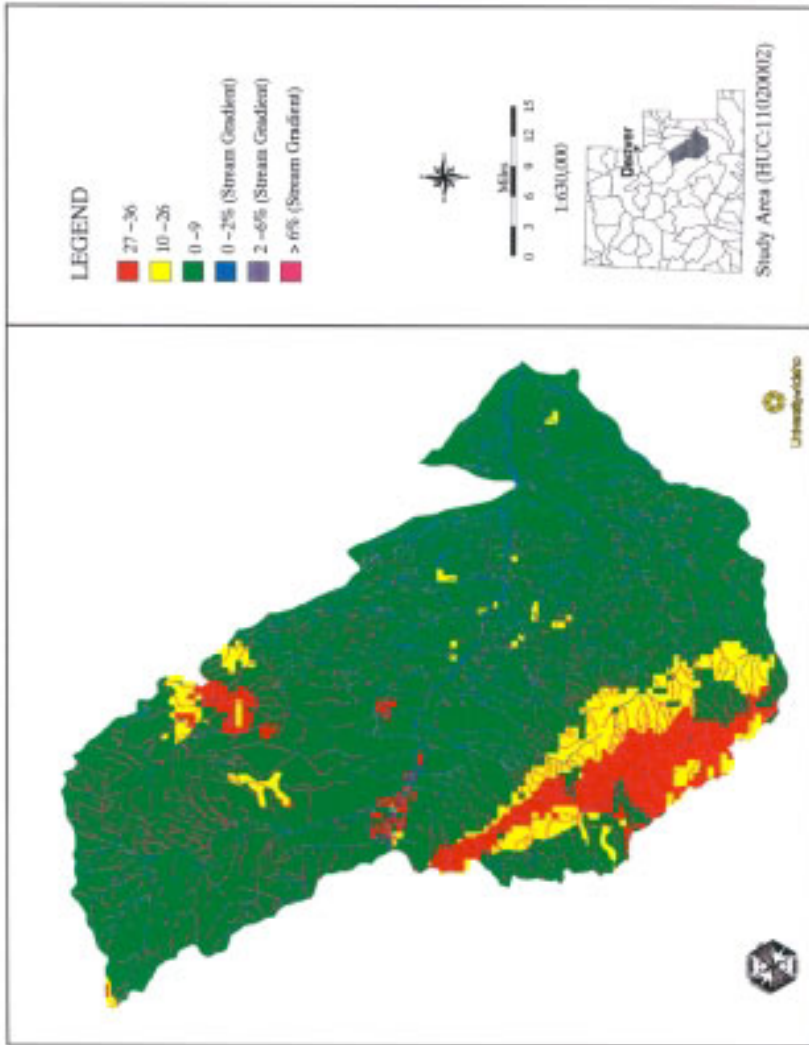 LEGEND
27 -36
10 -26
0 -9
0 -2% (Stream Gradient)
2 -6% (Stream Gradient)
> 6% (Stream Gradient)
Miles
0 3 6 9 12 15
1:630,000
Denver
Study Area (HUC:11020002)
UniversityofIdaho